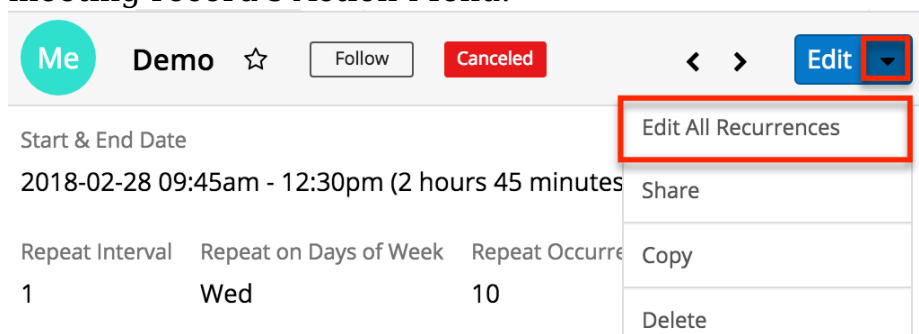 meeting record's Action Menu.
Me Demo Follow Canceled Edit
Edit All Recurrences
Start & End Date
2018-02-28 09:45am - 12:30pm (2 hours 45 minutes
Share
Repeat Interval Repeat on Days of Week Repeat Occurre
Copy
1 Wed 10
Delete